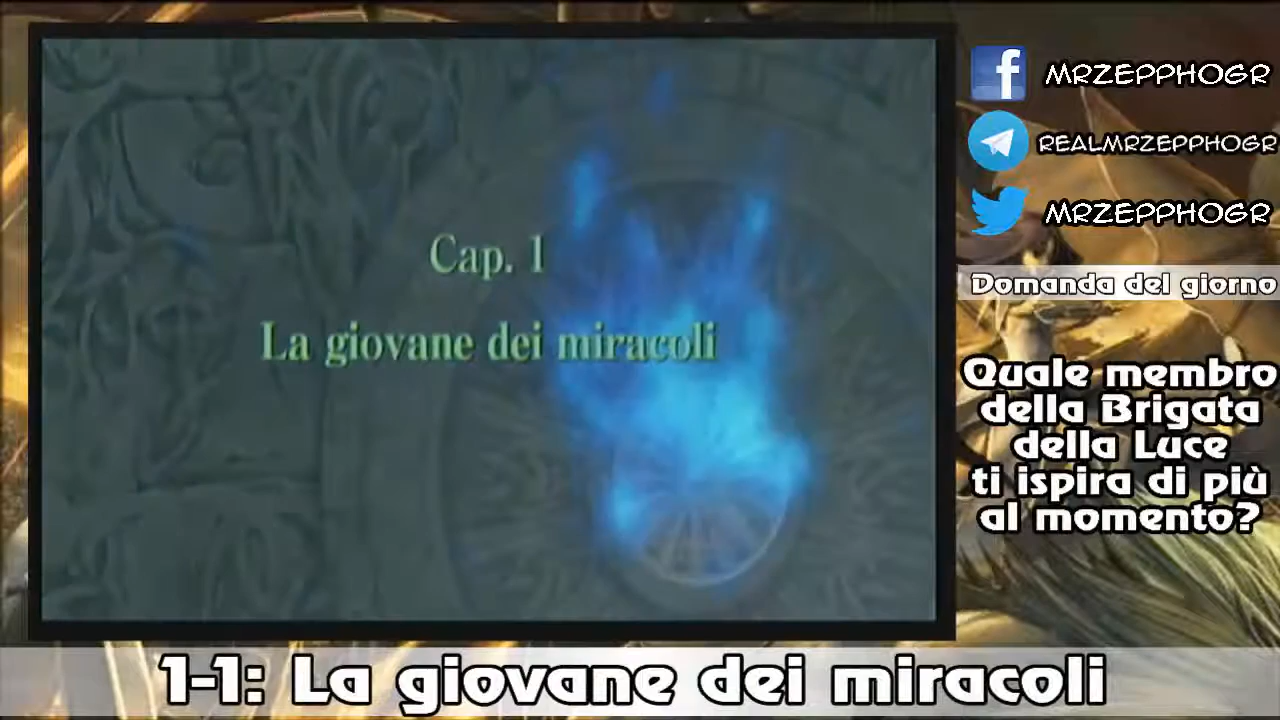 Cap. 1
La giovane dei miracoli
f MRZEPPHOGR
REALMRZEPPHOGR
MRZEPPHOGR
Domanda del giorno
Quale membro
della Brigata
della Luce
ti ispira di più
al momento?
1-1: La giovane dei miracoli